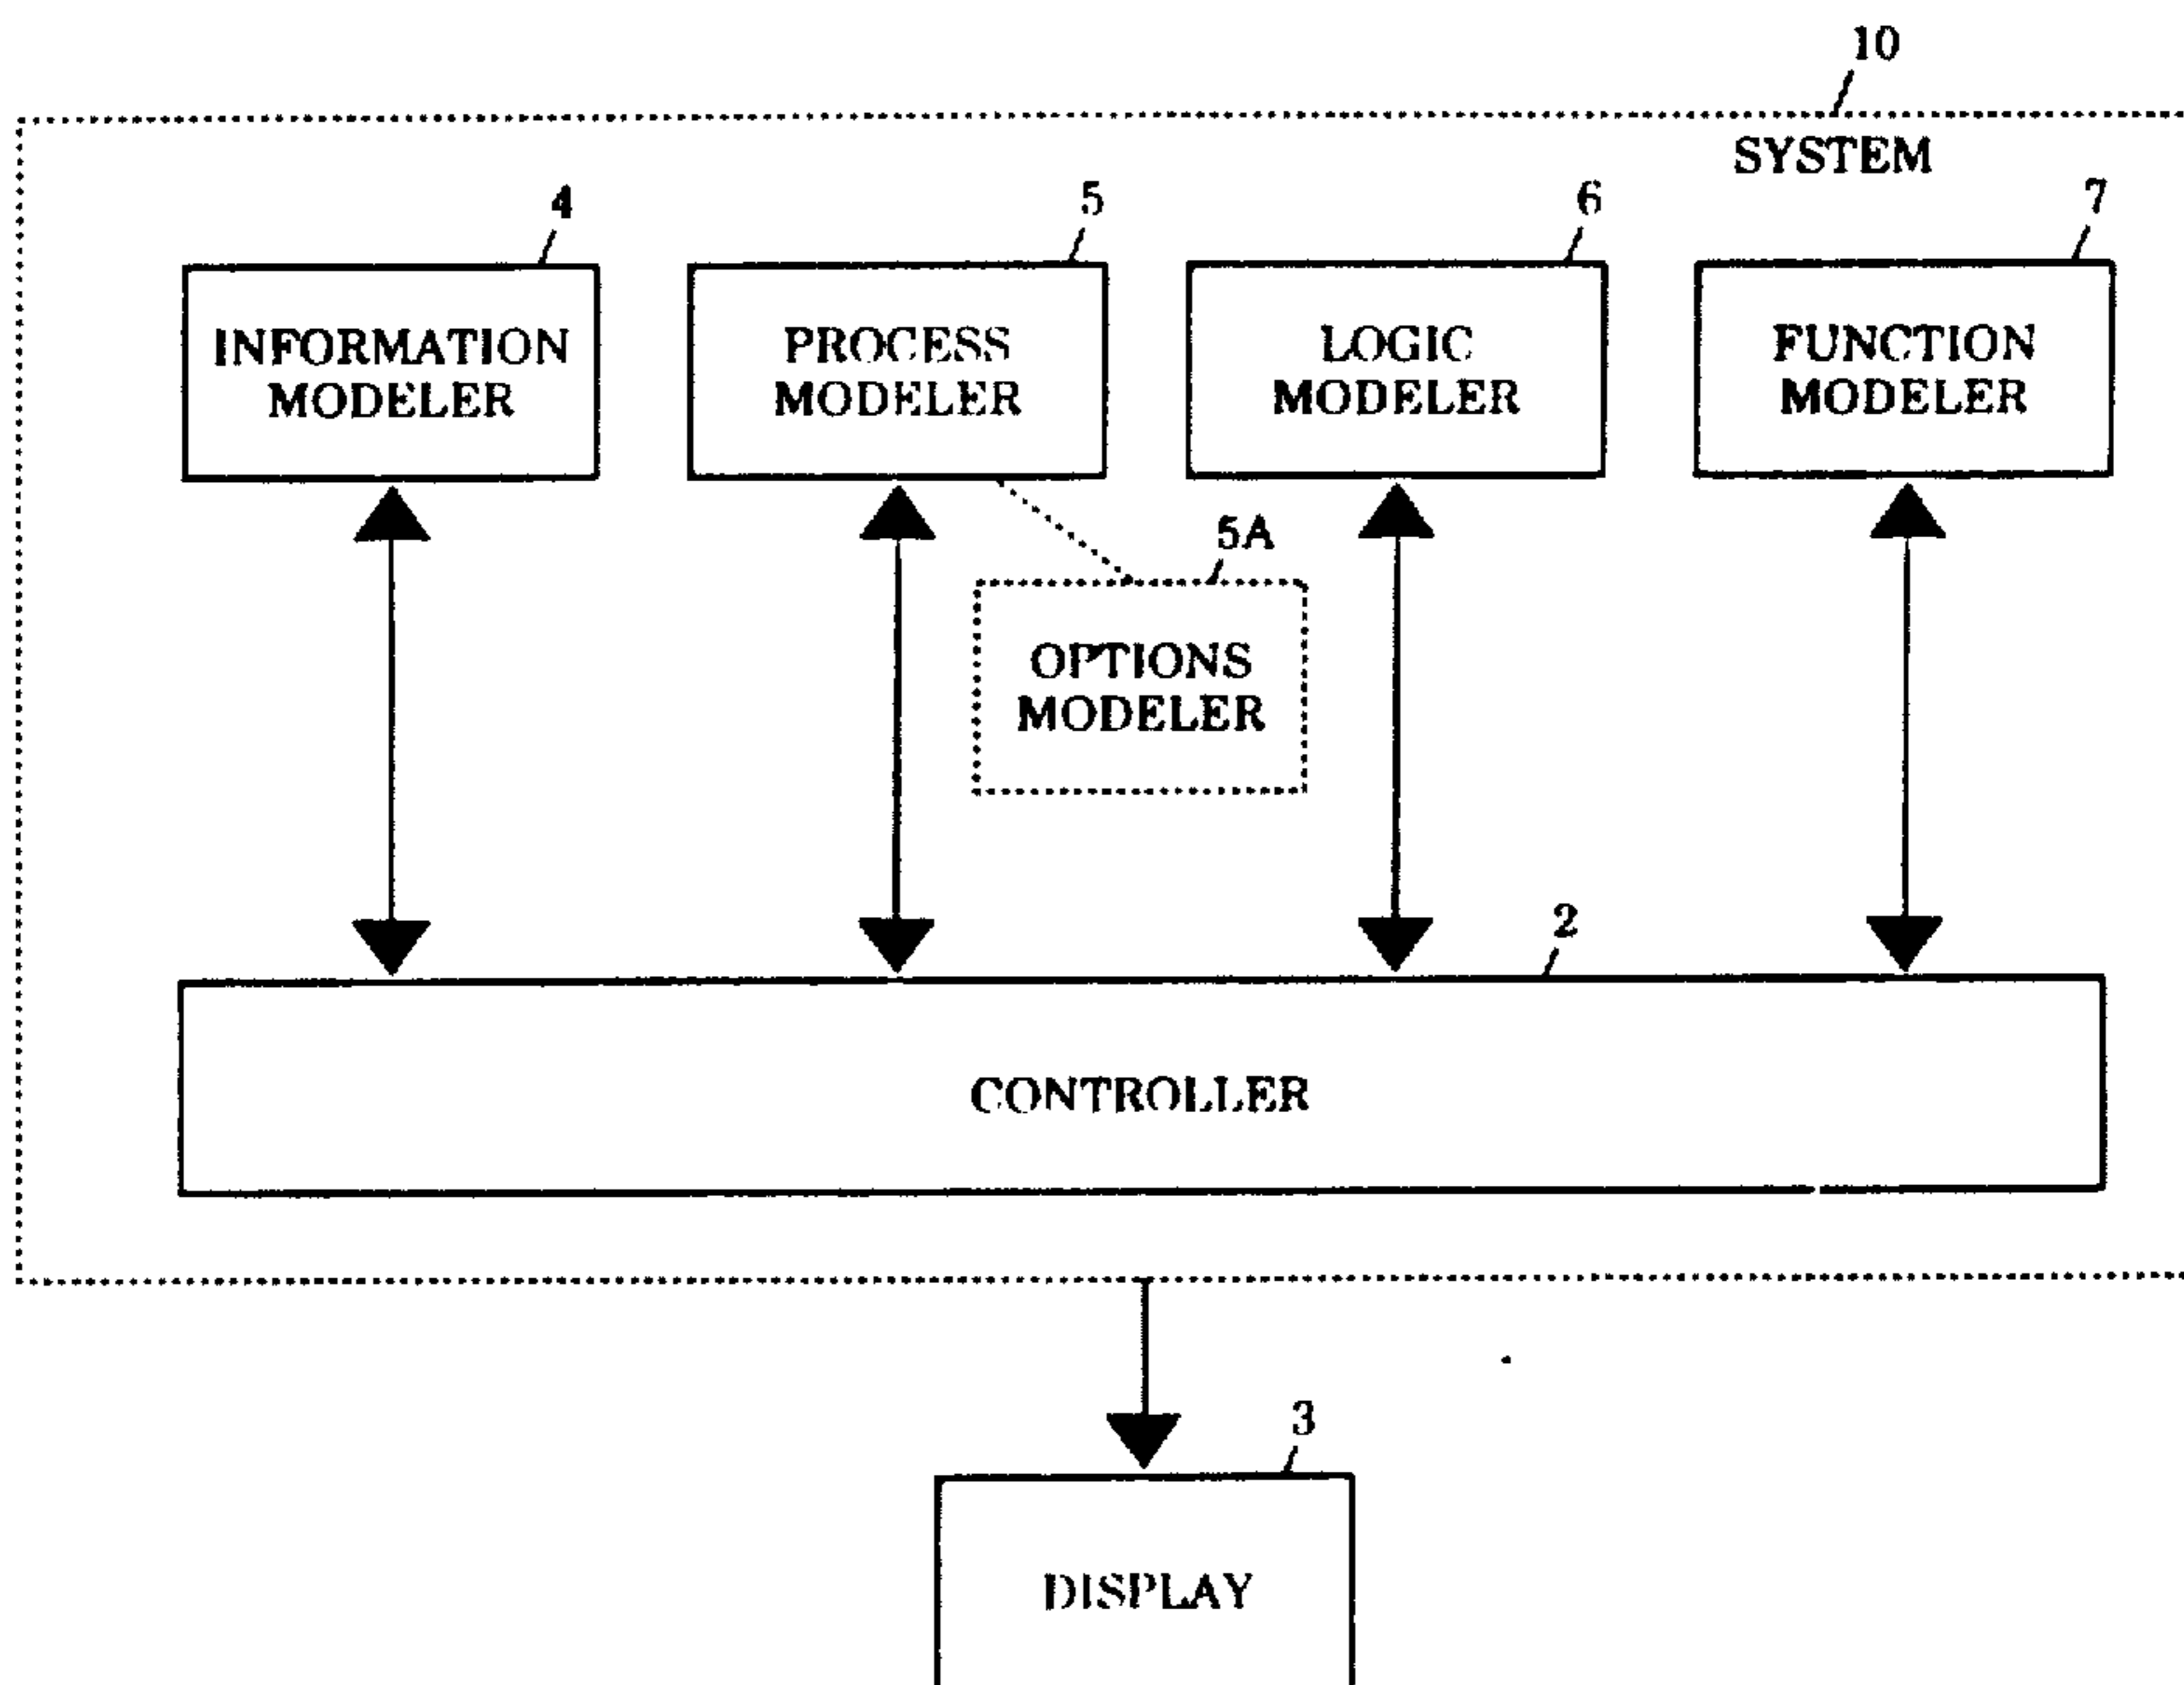 10
SYSTEM
4
5
6
7
INFORMATION
MODELER
PROCESS
MODELER
LOGIC
MODELER
FUNCTION
MODELER
5A
OPTIONS
MODELER
2
CONTROLLER
3
DISPLAY